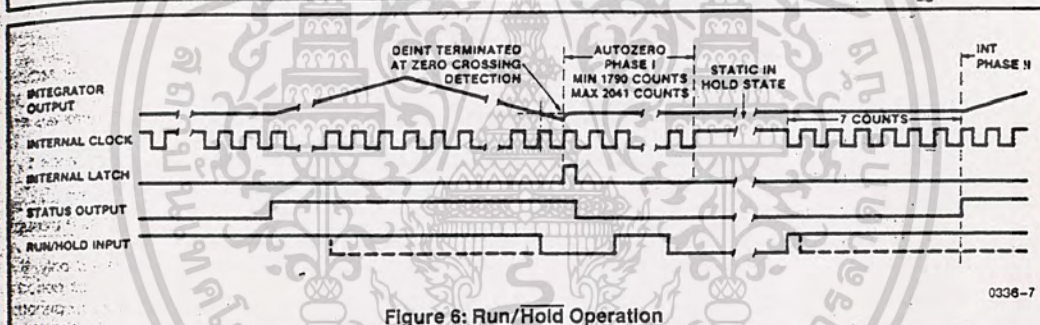 DEINT TERMINATED
AT ZERO CROSSING
DETECTION
AUTOZERO
PHASE I
MIN 1790 COUNTS
MAX 2041 COUNTS
STATIC IN
HOLD STATE
INT
PHASE II
INTEGRATOR
OUTPUT
7 COUNTS
INTERNAL CLOCK
INTERNAL LATCH
STATUS OUTPUT
RUN/HOLD INPUT
0336-7
Figure 6: Run/Hold Operation